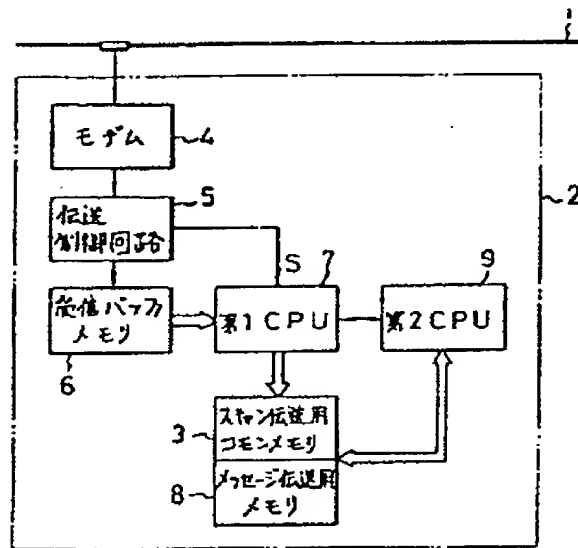 1
モデム
4
2
伝送
制御回路
5
S
7
9
受信バッファ
メモリ
6
第1CPU
第2CPU
3
スキャン伝送用
コモンメモリ
8
メッセージ伝送用
メモリ